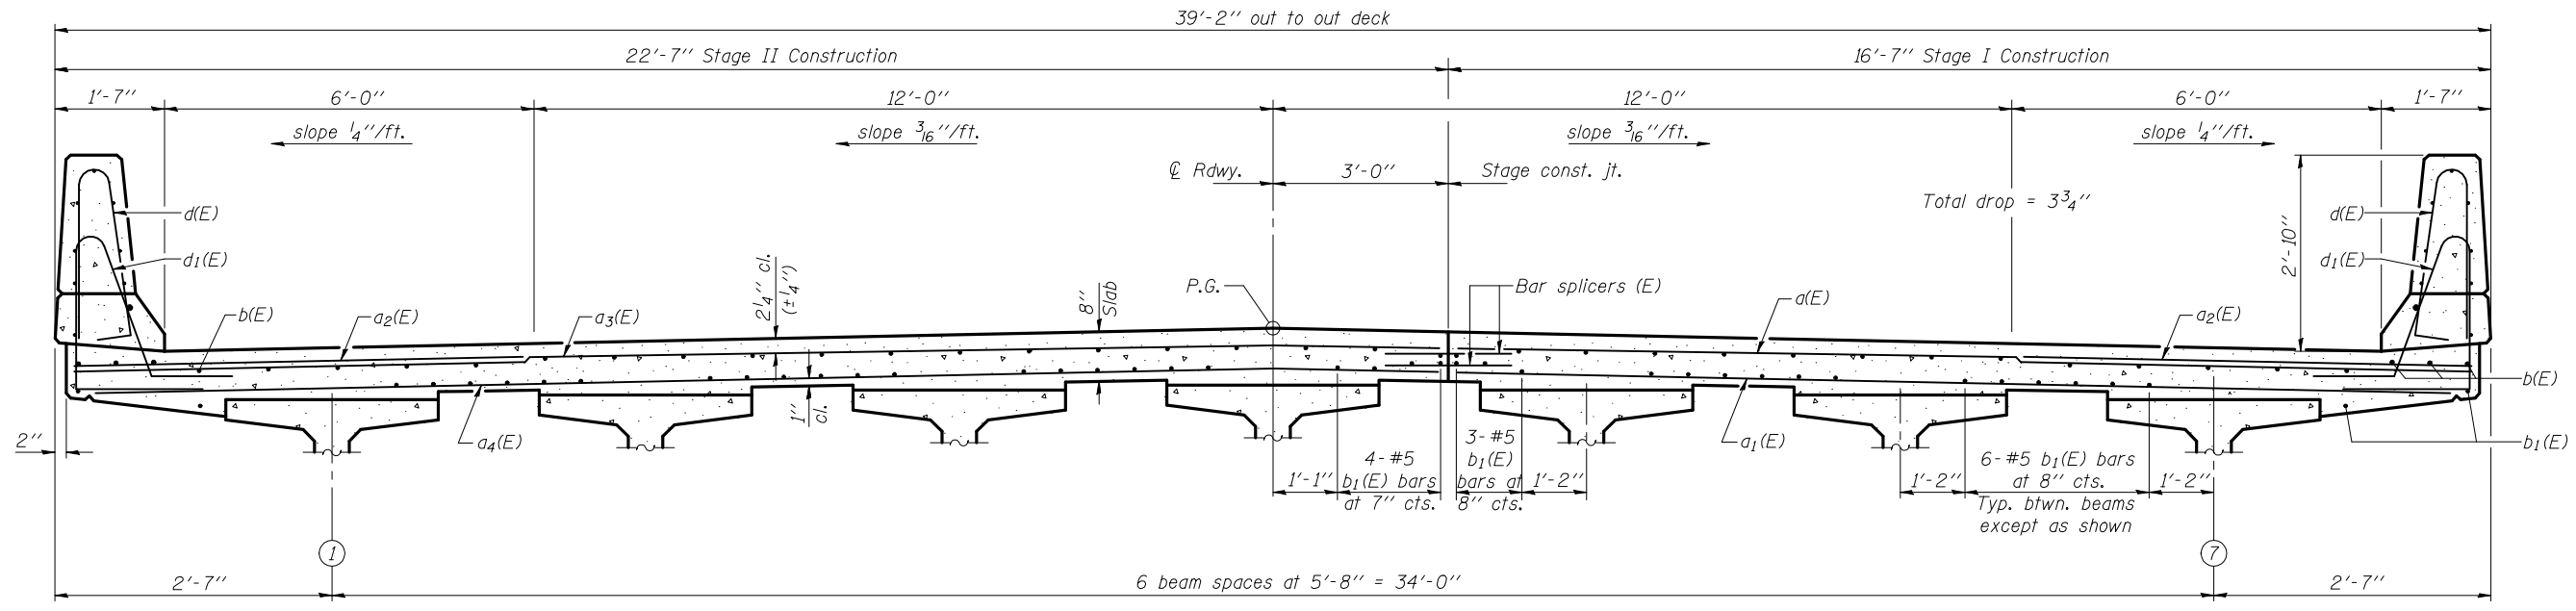 39'-2" out to out deck
22'-7" Stage II Construction
16'-7" Stage I Construction
1'-7"
6'-0"
12'-0"
12'-0"
6'-0"
1'-7"
slope 1/4"/ft.
slope 3/16"/ft.
slope 3/16"/ft.
slope 1/4"/ft.
℄ Rdwy.
3'-0"
Stage const. jt.
Total drop = 3 3/4"
d(E)
d1(E)
2 1/4" cl.
(±1/4")
8"
Slab
P.G.
Bar splicers (E)
a(E)
d(E)
d1(E)
2'-10"
b(E)
a2(E)
a3(E)
a2(E)
b(E)
2"
a4(E)
1"
cl.
a1(E)
b1(E)
1'-1"
4-#5
b1(E) bars
at 7" cts.
3-#5
b1(E)
bars at
8" cts.
1'-2"
1'-2"
6-#5 b1(E) bars
at 8" cts.
Typ. btwn. beams
except as shown
1'-2"
1
7
2'-7"
6 beam spaces at 5'-8" = 34'-0"
2'-7"